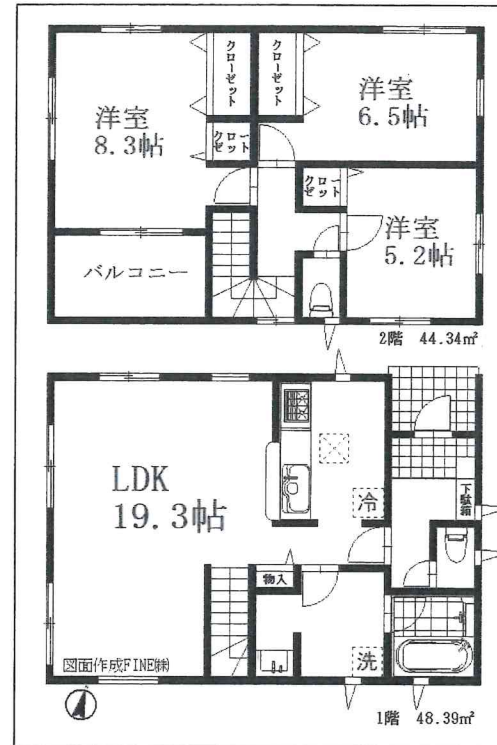 クローゼット
クローゼット
洋室
8.3帖
洋室
6.5帖
クローゼット
クローゼット
洋室
5.2帖
バルコニー
2階 44.34㎡
LDK
19.3帖
冷
下駄箱
物入
洗
図面作成FINE㈱
1階 48.39㎡